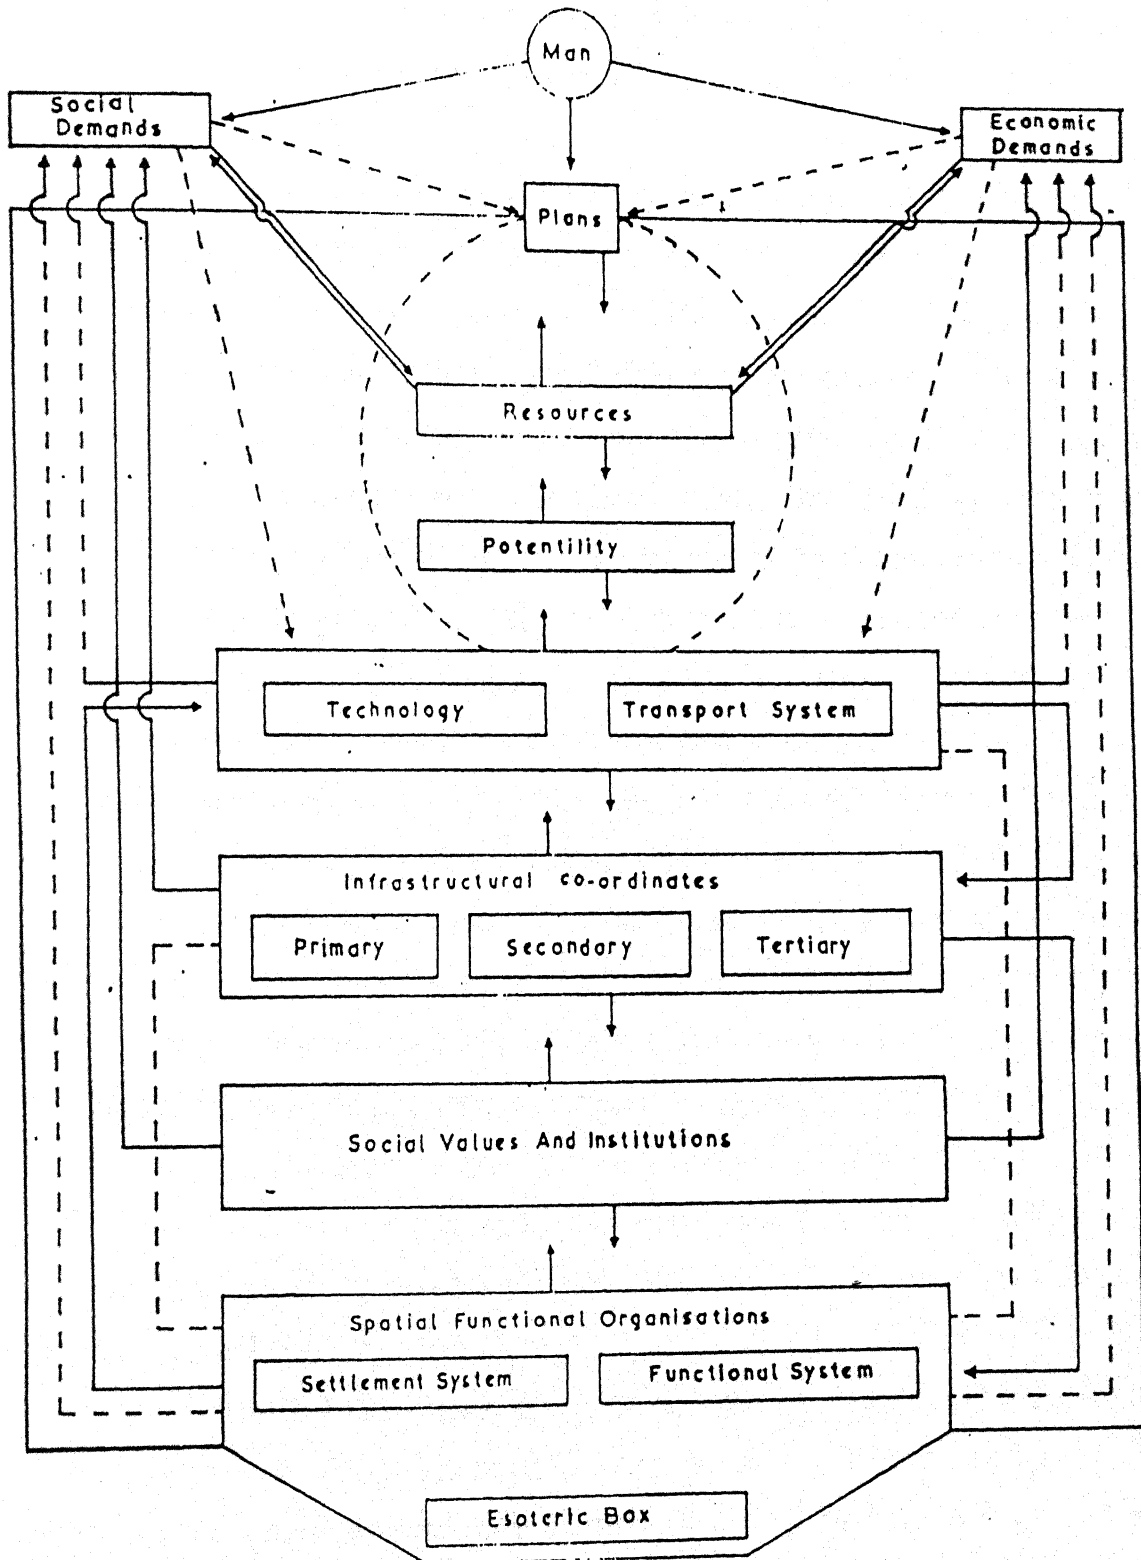 Man
Social
Demands
Economic
Demands
Plans
Resources
Potentility
Technology
Transport System
Infrastructural co-ordinates
Primary
Secondary
Tertiary
Social Values And Institutions
Spatial Functional Organisations
Settlement System
Functional System
Esoteric Box